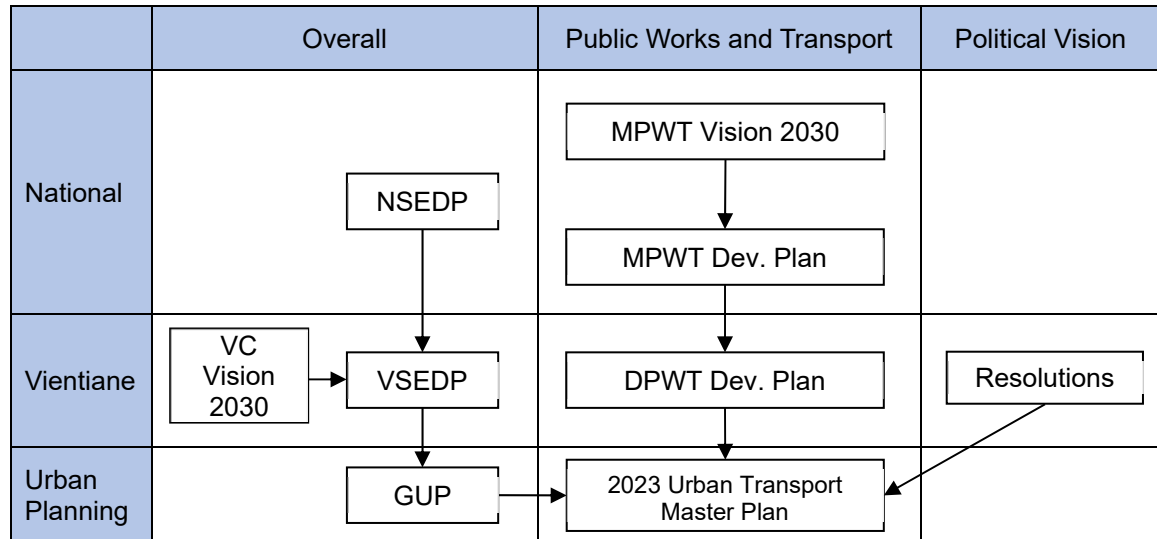 Overall
Public Works and Transport
Political Vision
National
MPWT Vision 2030
NSEDP
MPWT Dev. Plan
Vientiane
VC
Vision
2030
VSEDP
DPWT Dev. Plan
Resolutions
Urban
Planning
GUP
2023 Urban Transport
Master Plan